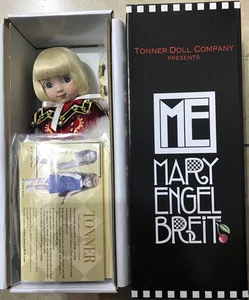 TONNER DOLL COMPANY
PRESENTS
ME
MARY
ENGEL
BREIT
TONNER